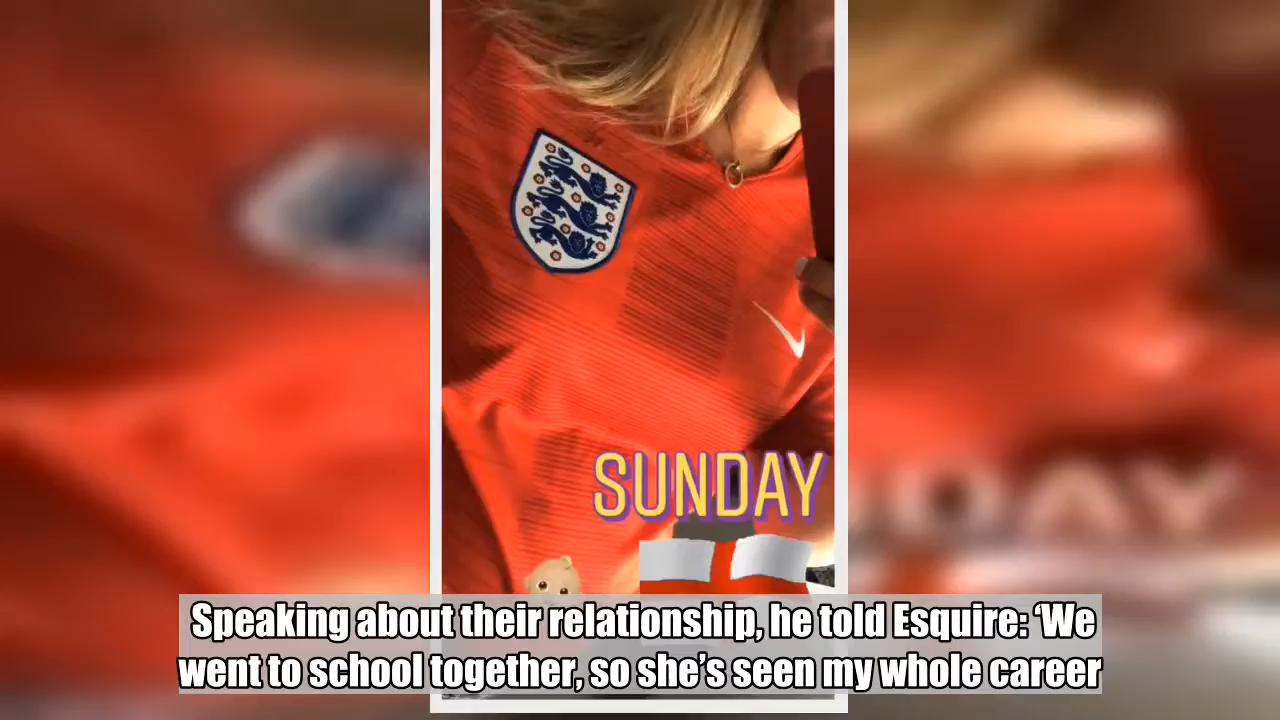 SUNDAY
Speaking about their relationship, he told Esquire: ‘We
went to school together, so she’s seen my whole career